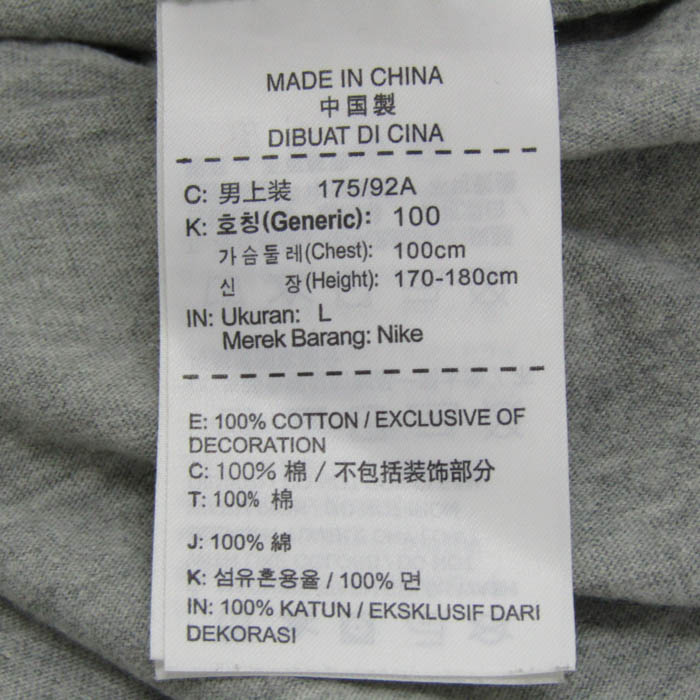 MADE IN CHINA
中国製
DIBUAT DI CINA
C: 男上装 175/92A
K: 호칭(Generic): 100
가슴둘레(Chest): 100cm
신 장(Height): 170-180cm
IN: Ukuran: L
Merek Barang: Nike
E: 100% COTTON / EXCLUSIVE OF
DECORATION
C: 100% 棉 / 不包括装饰部分
T: 100% 棉
J: 100% 綿
K: 섬유혼용율 / 100% 면
IN: 100% KATUN / EKSKLUSIF DARI
DEKORASI